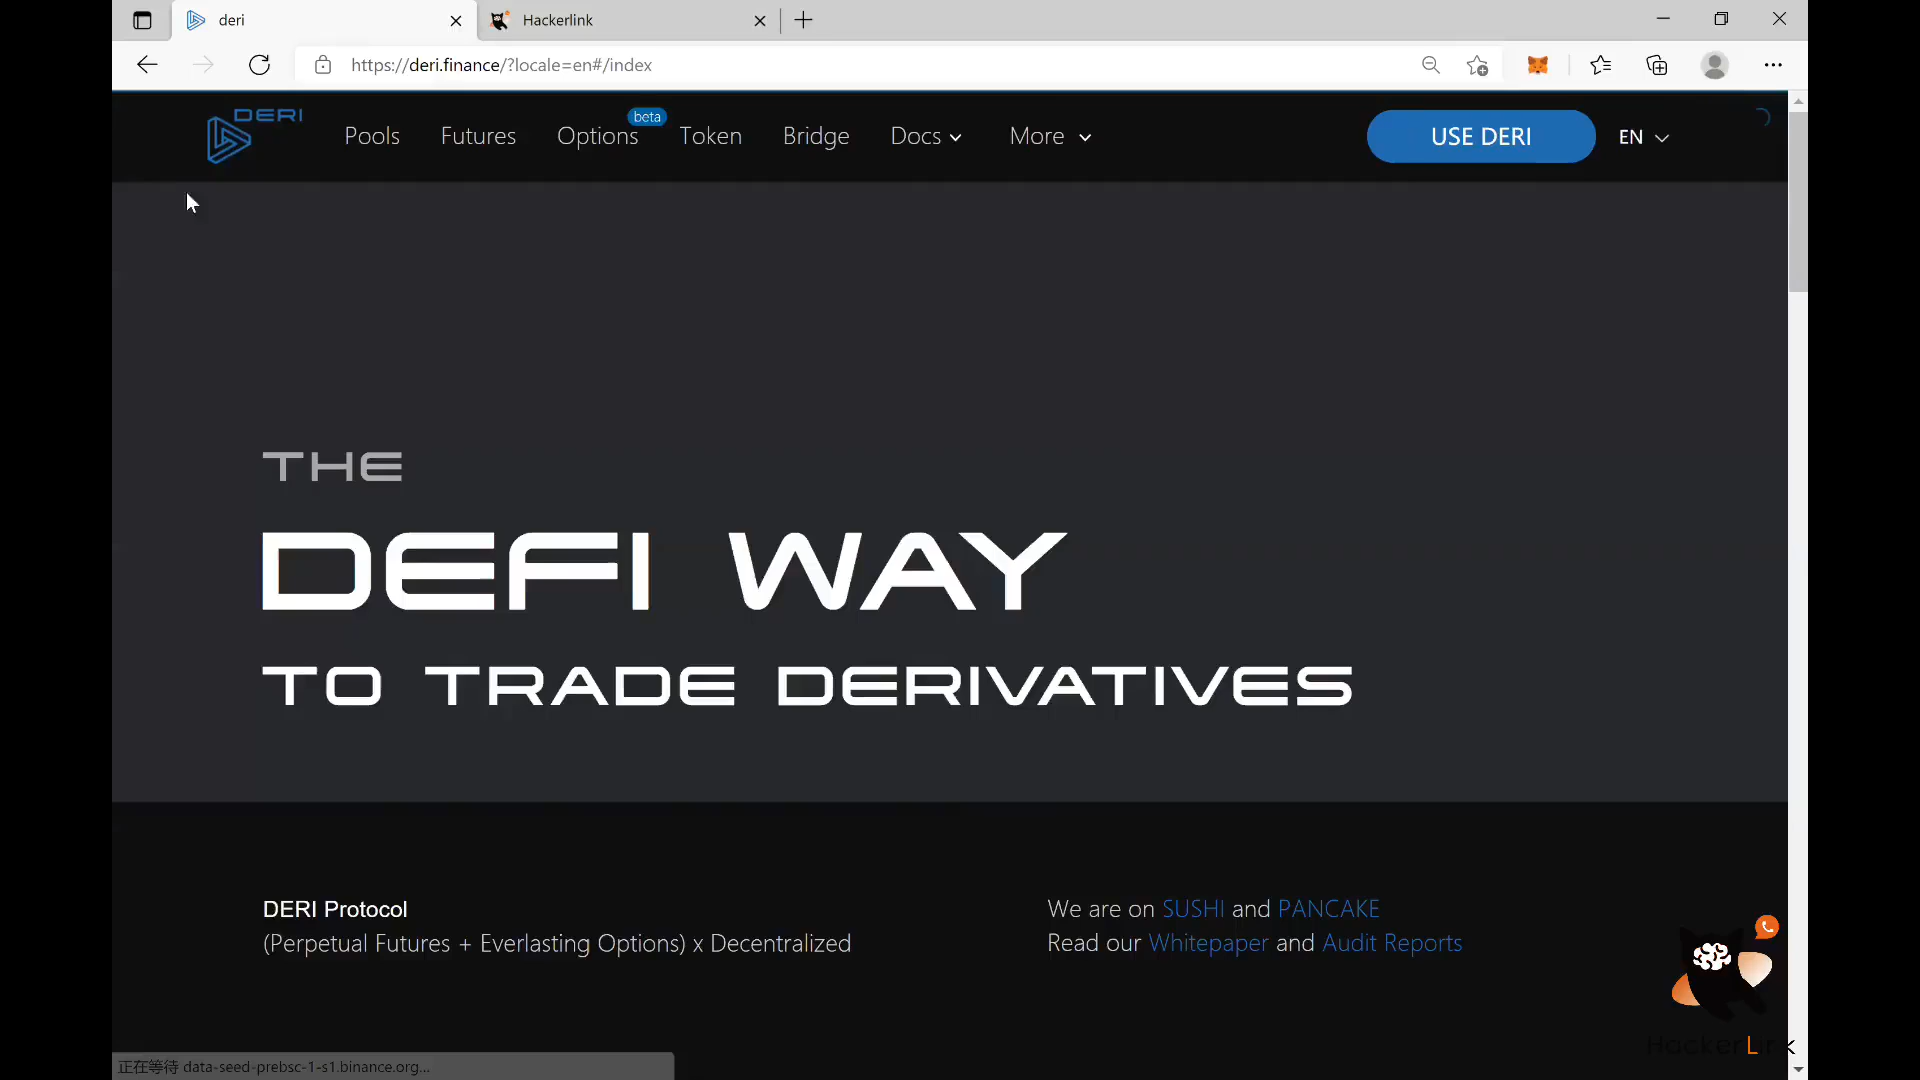 deri
Hackerlink
https://deri.finance/?locale=en#/index
DERI
Pools
Futures
Options
beta
Token
Bridge
Docs
More
USE DERI
EN
THE
DEFI WAY
TO TRADE DERIVATIVES
DERI Protocol
(Perpetual Futures + Everlasting Options) x Decentralized
We are on SUSHI and PANCAKE
Read our Whitepaper and Audit Reports
HackerLink
正在等待 data-seed-prebsc-1-s1.binance.org...